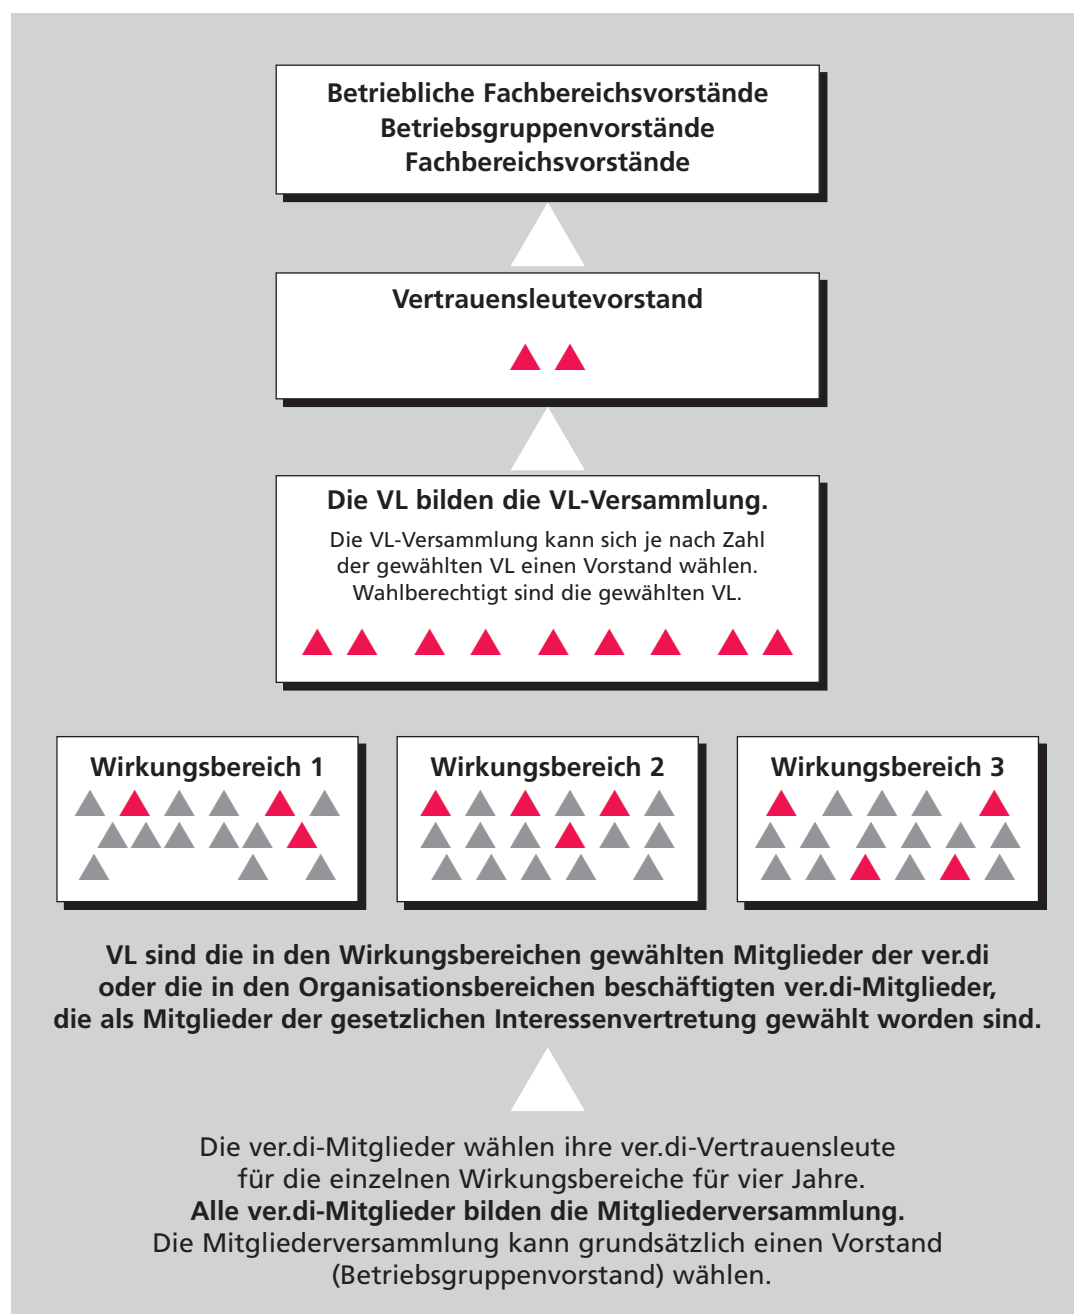 Betriebliche Fachbereichsvorstände
Betriebsgruppenvorstände
Fachbereichsvorstände
Vertrauensleutevorstand
Die VL bilden die VL-Versammlung.
Die VL-Versammlung kann sich je nach Zahl
der gewählten VL einen Vorstand wählen.
Wahlberechtigt sind die gewählten VL.
Wirkungsbereich 1
Wirkungsbereich 2
Wirkungsbereich 3
VL sind die in den Wirkungsbereichen gewählten Mitglieder der ver.di
oder die in den Organisationsbereichen beschäftigten ver.di-Mitglieder,
die als Mitglieder der gesetzlichen Interessenvertretung gewählt worden sind.
Die ver.di-Mitglieder wählen ihre ver.di-Vertrauensleute
für die einzelnen Wirkungsbereiche für vier Jahre.
Alle ver.di-Mitglieder bilden die Mitgliederversammlung.
Die Mitgliederversammlung kann grundsätzlich einen Vorstand
(Betriebsgruppenvorstand) wählen.